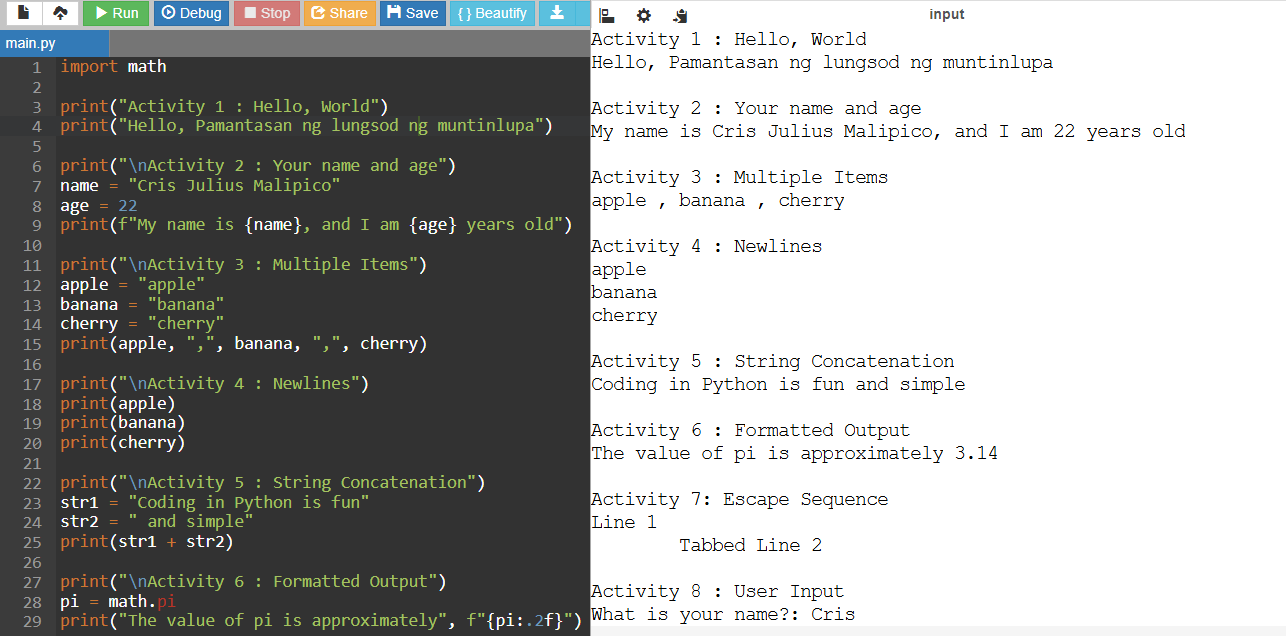 Run Debug Stop Share Save { } Beautify
main.py
1 import math
2
3 print("Activity 1 : Hello, World")
4 print("Hello, Pamantasan ng lungsod ng muntinlupa")
5
6 print("\nActivity 2 : Your name and age")
7 name = "Cris Julius Malipico"
8 age = 22
9 print(f"My name is {name}, and I am {age} years old")
10
11 print("\nActivity 3 : Multiple Items")
12 apple = "apple"
13 banana = "banana"
14 cherry = "cherry"
15 print(apple, ",", banana, ",", cherry)
16
17 print("\nActivity 4 : Newlines")
18 print(apple)
19 print(banana)
20 print(cherry)
21
22 print("\nActivity 5 : String Concatenation")
23 str1 = "Coding in Python is fun"
24 str2 = " and simple"
25 print(str1 + str2)
26
27 print("\nActivity 6 : Formatted Output")
28 pi = math.pi
29 print("The value of pi is approximately", f"{pi:.2f}")
input
Activity 1 : Hello, World
Hello, Pamantasan ng lungsod ng muntinlupa

Activity 2 : Your name and age
My name is Cris Julius Malipico, and I am 22 years old

Activity 3 : Multiple Items
apple , banana , cherry

Activity 4 : Newlines
apple
banana
cherry

Activity 5 : String Concatenation
Coding in Python is fun and simple

Activity 6 : Formatted Output
The value of pi is approximately 3.14

Activity 7: Escape Sequence
Line 1
        Tabbed Line 2

Activity 8 : User Input
What is your name?: Cris